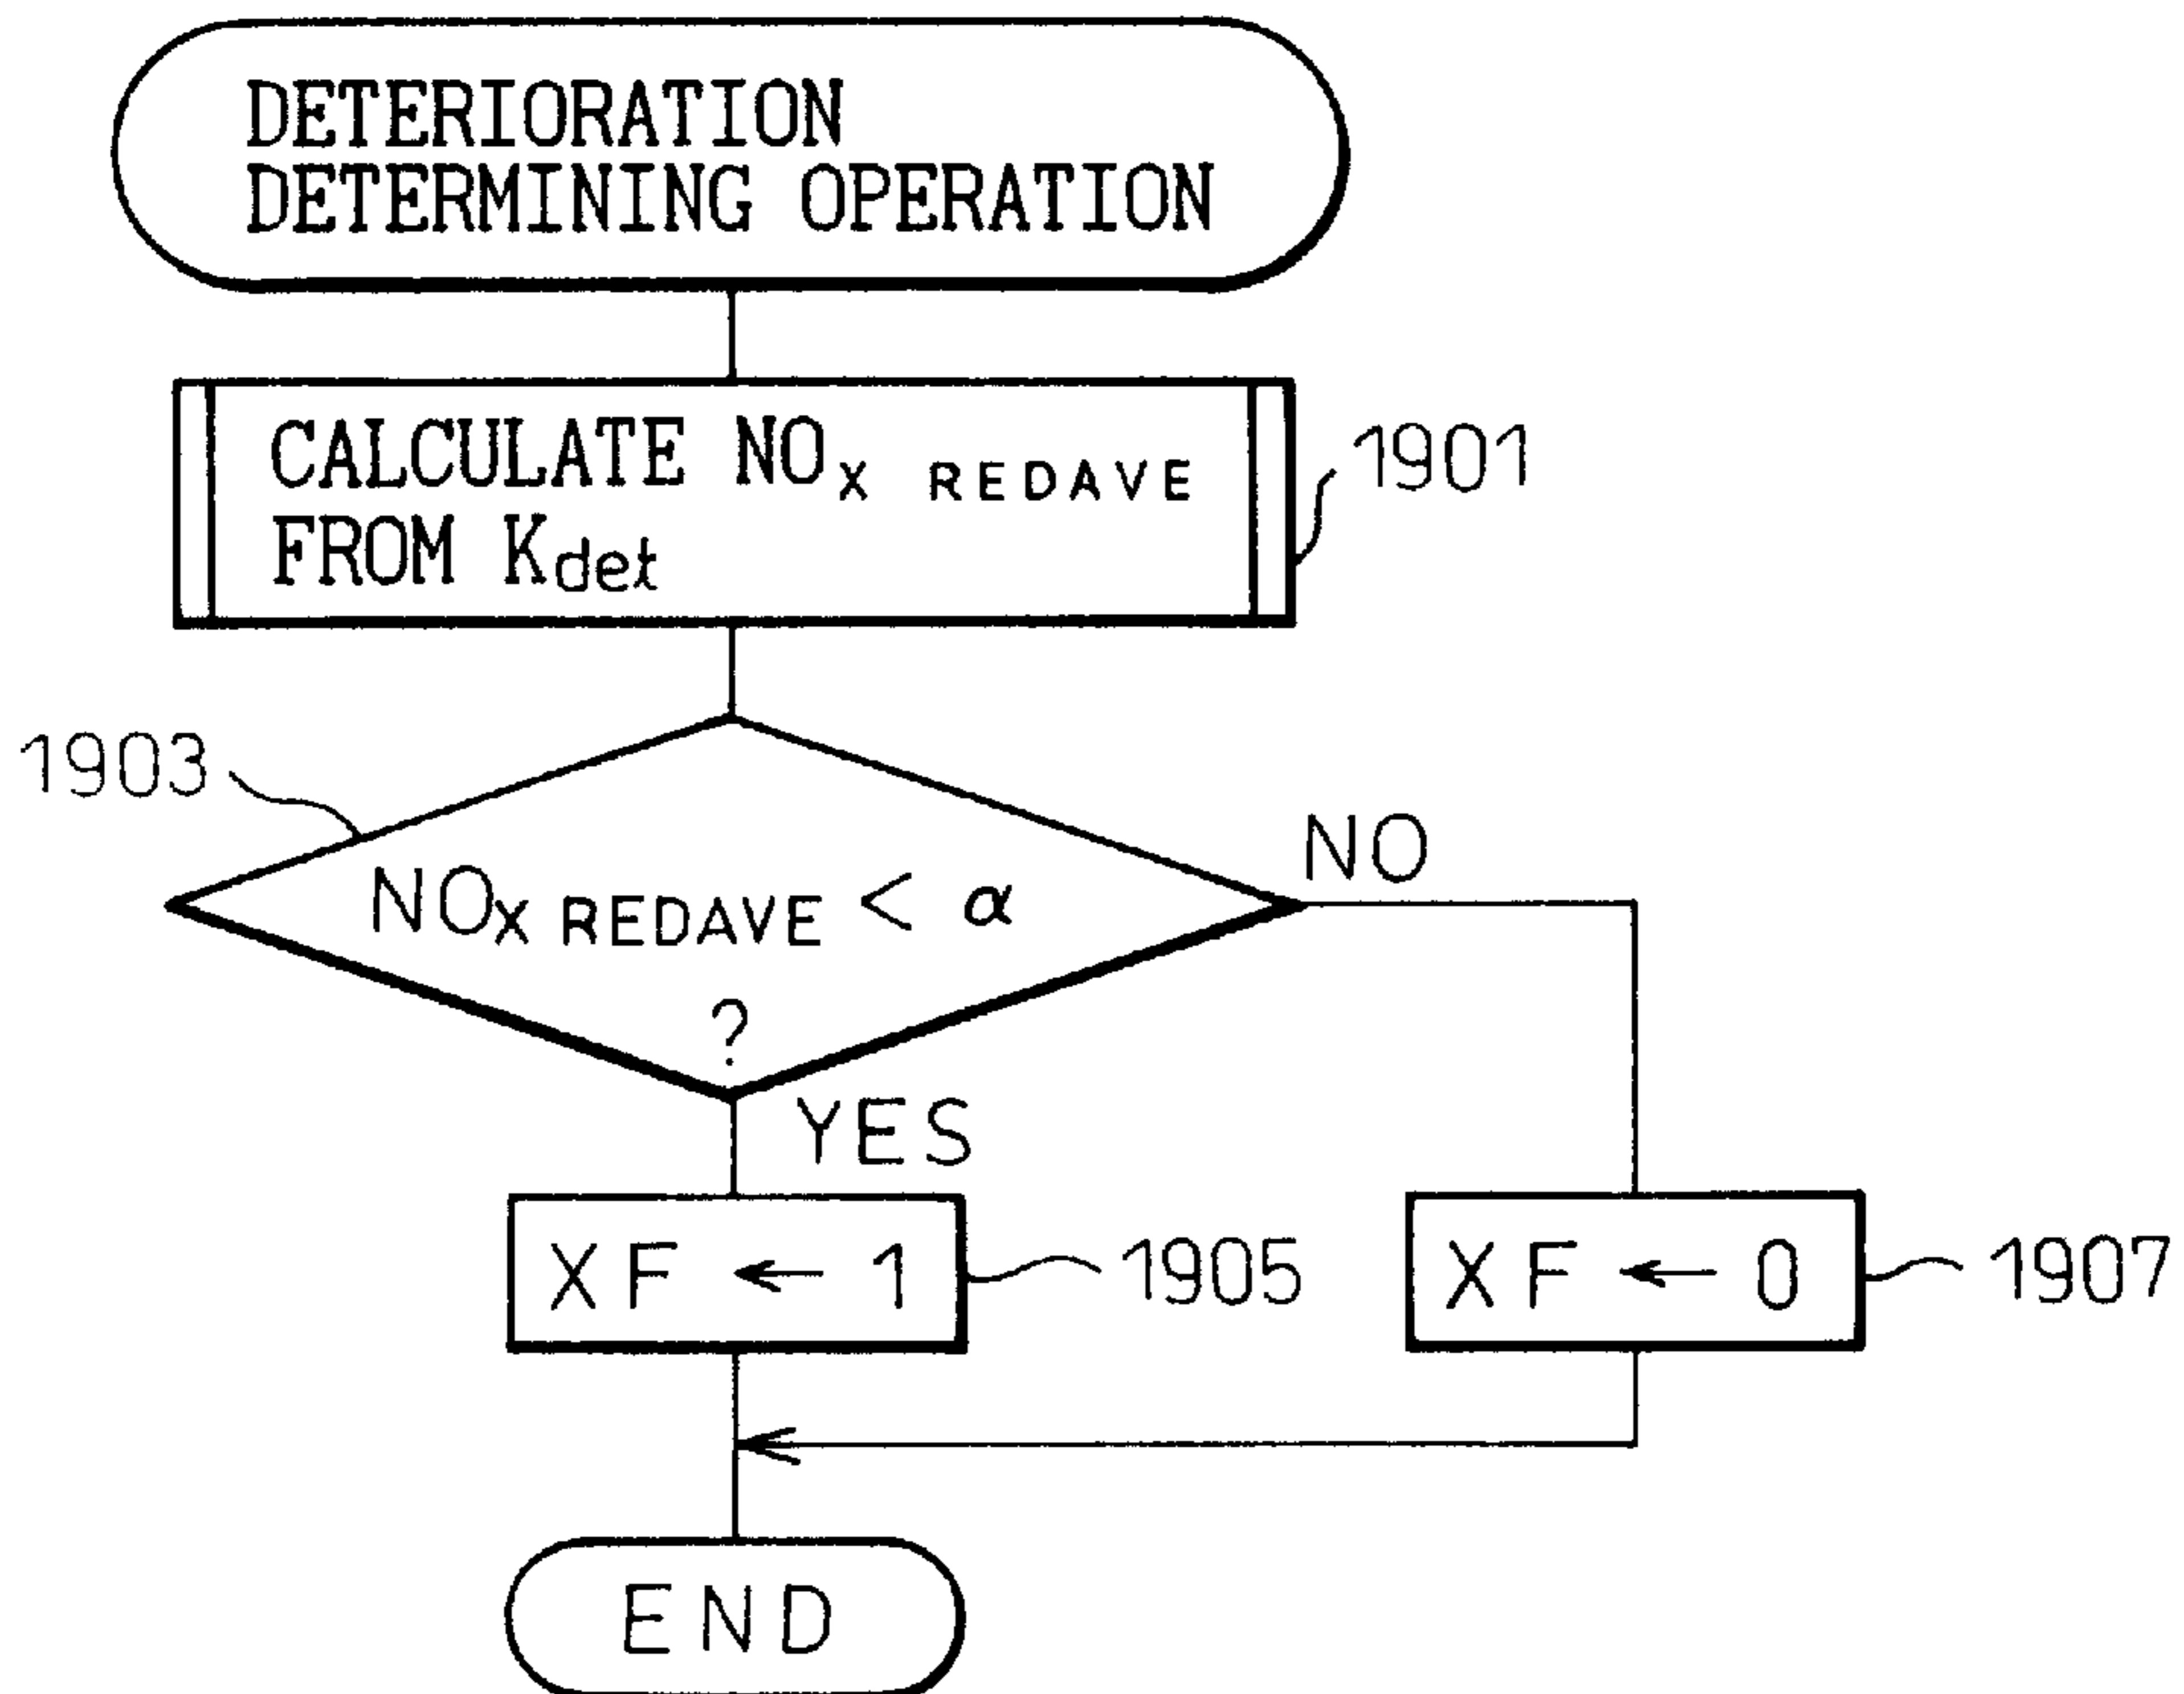 DETERIORATION
DETERMINING OPERATION
CALCULATE NOX REDAVE
FROM Kdet
1901
1903
NOX REDAVE < α
?
NO
YES
XF ← 1
1905
XF ← 0
1907
END